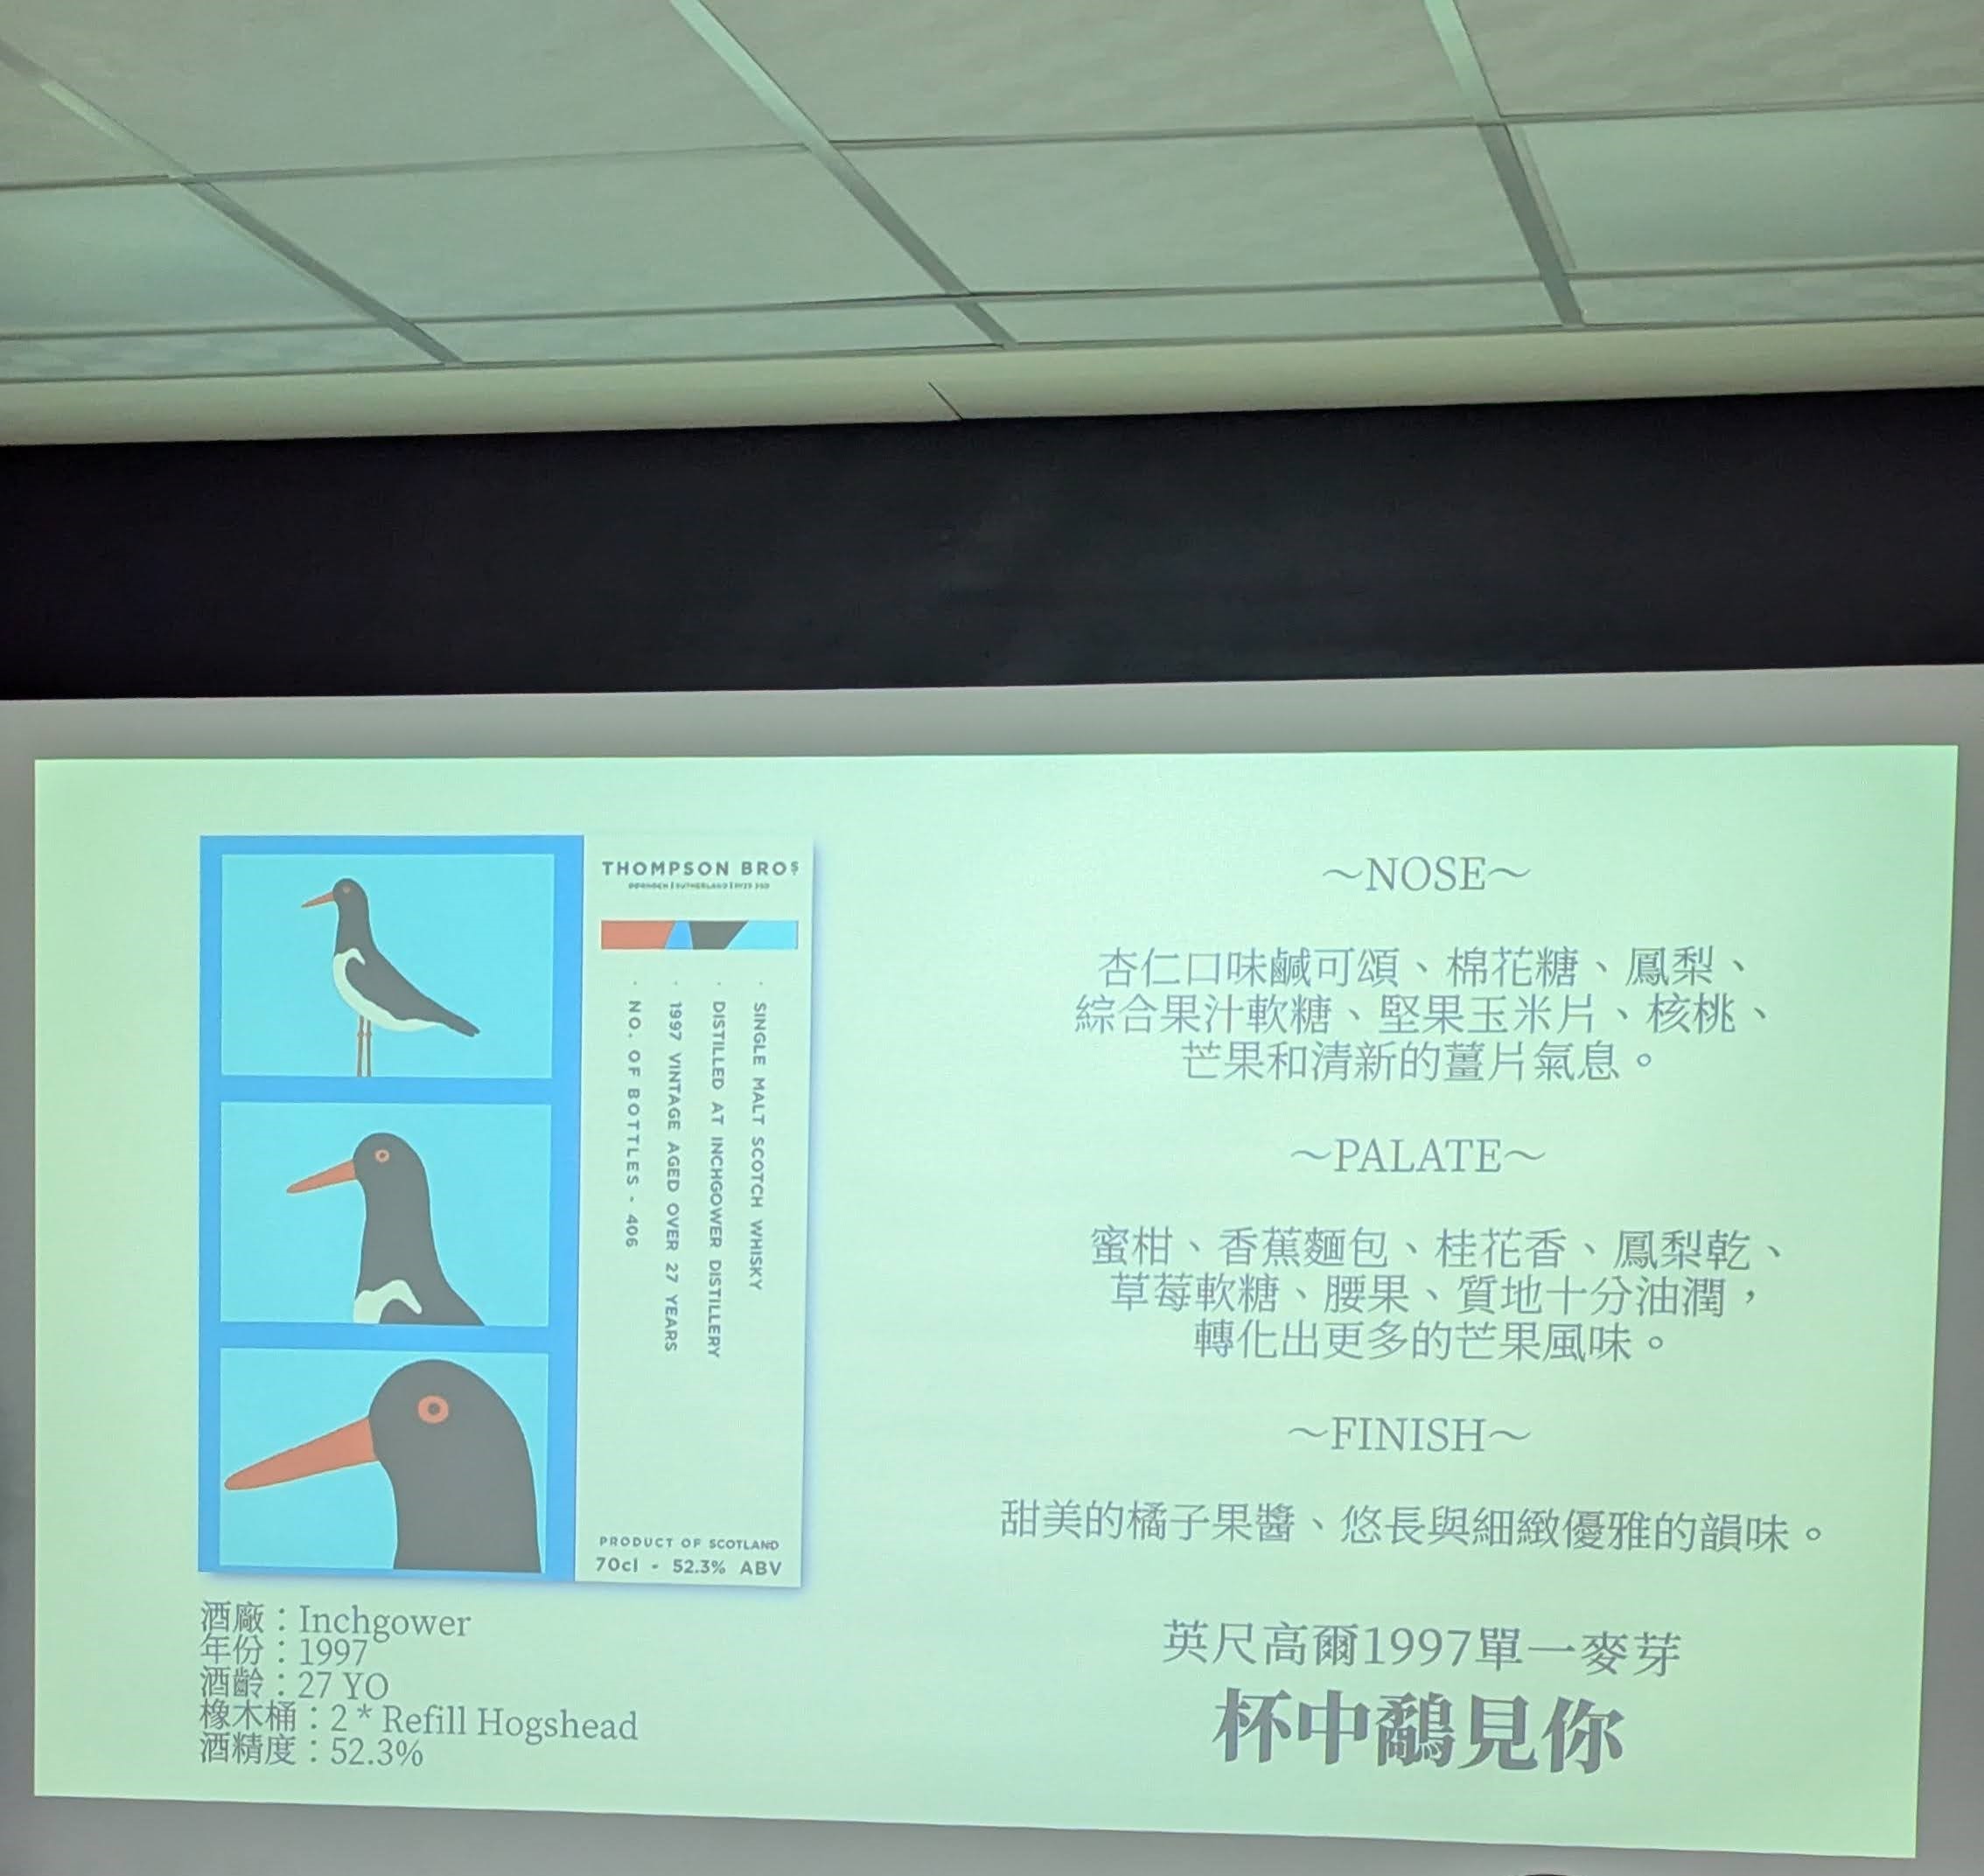 THOMPSON BROS
DORNOCH | SUTHERLAND | IV25 3SD
· SINGLE MALT SCOTCH WHISKY
· DISTILLED AT INCHGOWER DISTILLERY
· 1997 VINTAGE AGED OVER 27 YEARS
· NO. OF BOTTLES - 406
PRODUCT OF SCOTLAND
70cl - 52.3% ABV
酒廠：Inchgower
年份：1997
酒齡：27 YO
橡木桶：2 * Refill Hogshead
酒精度：52.3%
～NOSE～
杏仁口味鹹可頌、棉花糖、鳳梨、
綜合果汁軟糖、堅果玉米片、核桃、
芒果和清新的薑片氣息。
～PALATE～
蜜柑、香蕉麵包、桂花香、鳳梨乾、
草莓軟糖、腰果、質地十分油潤，
轉化出更多的芒果風味。
～FINISH～
甜美的橘子果醬、悠長與細緻優雅的韻味。
英尺高爾1997單一麥芽
杯中鷸見你